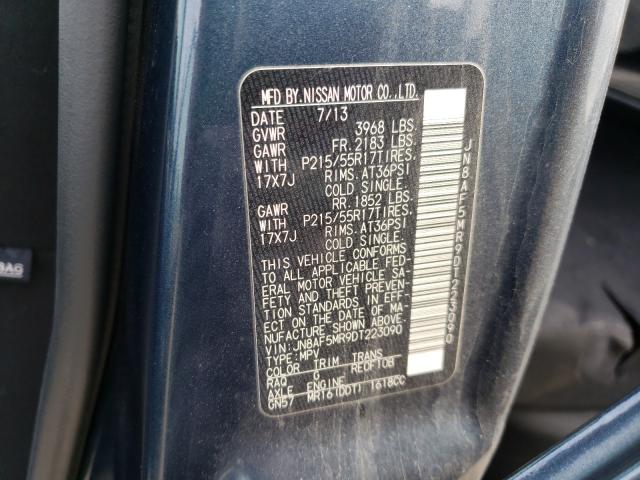 MFD BY.NISSAN MOTOR CO.,LTD.
DATE 7/13
GVWR 3968 LBS.
GAWR FR.2183 LBS.
WITH P215/55R17TIRES,
17X7J RIMS.AT36PSI
COLD SINGLE.
GAWR RR.1852 LBS.
WITH P215/55R17TIRES,
17X7J RIMS.AT36PSI
COLD SINGLE.
THIS VEHICLE CONFORMS
TO ALL APPLICABLE FED-
ERAL MOTOR VEHICLE SA-
FETY AND THEFT PREVEN-
TION STANDARDS IN EFF-
ECT ON THE DATE OF MA-
NUFACTURE SHOWN ABOVE.
VIN:JN8AF5MR9DT223090
TYPE:MPV
COLOR TRIM TRANS
RAQ G REOFTOB
AXLE ENGINE
GN57 MR16(DDT) 1618CC
JN8AF5MR9DT223090
BAG